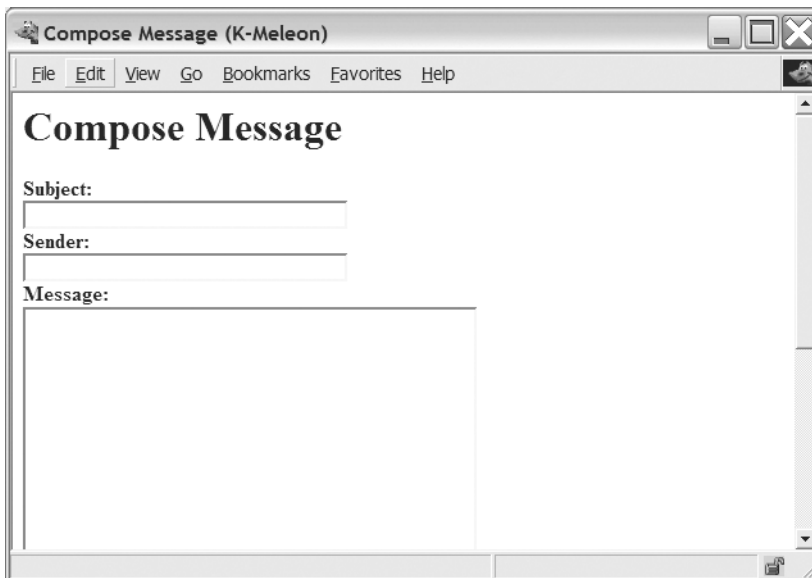 Compose Message (K-Meleon)
File Edit View Go Bookmarks Favorites Help
Compose Message
Subject:
Sender:
Message: